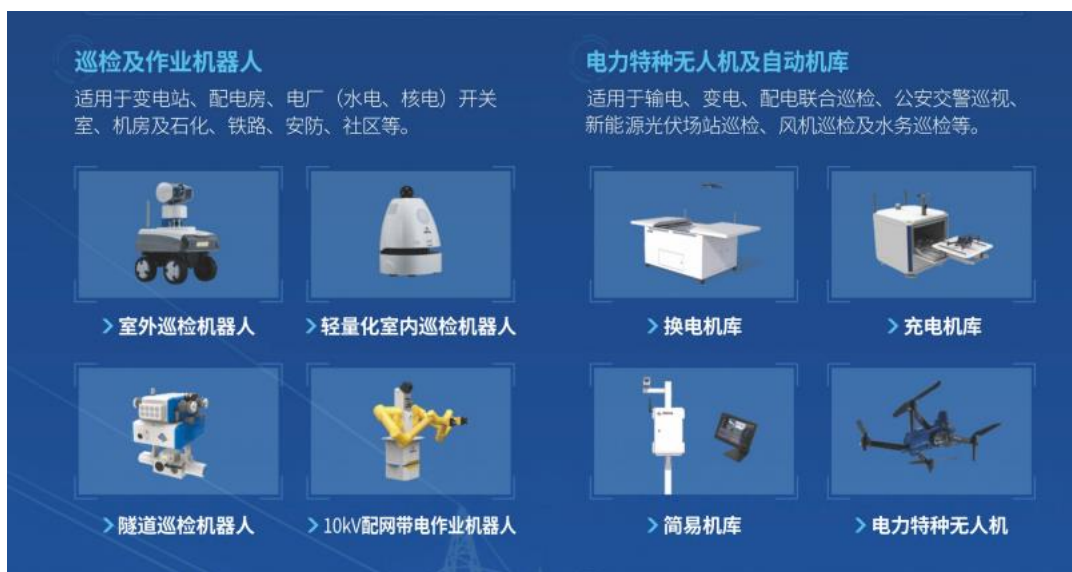 巡检及作业机器人
适用于变电站、配电房、电厂（水电、核电）开关
室、机房及石化、铁路、安防、社区等。
室外巡检机器人
轻量化室内巡检机器人
隧道巡检机器人
10kV配网带电作业机器人
电力特种无人机及自动机库
适用于输电、变电、配电联合巡检、公安交警巡视、
新能源光伏场站巡检、风机巡检及水务巡检等。
换电机库
充电机库
简易机库
电力特种无人机